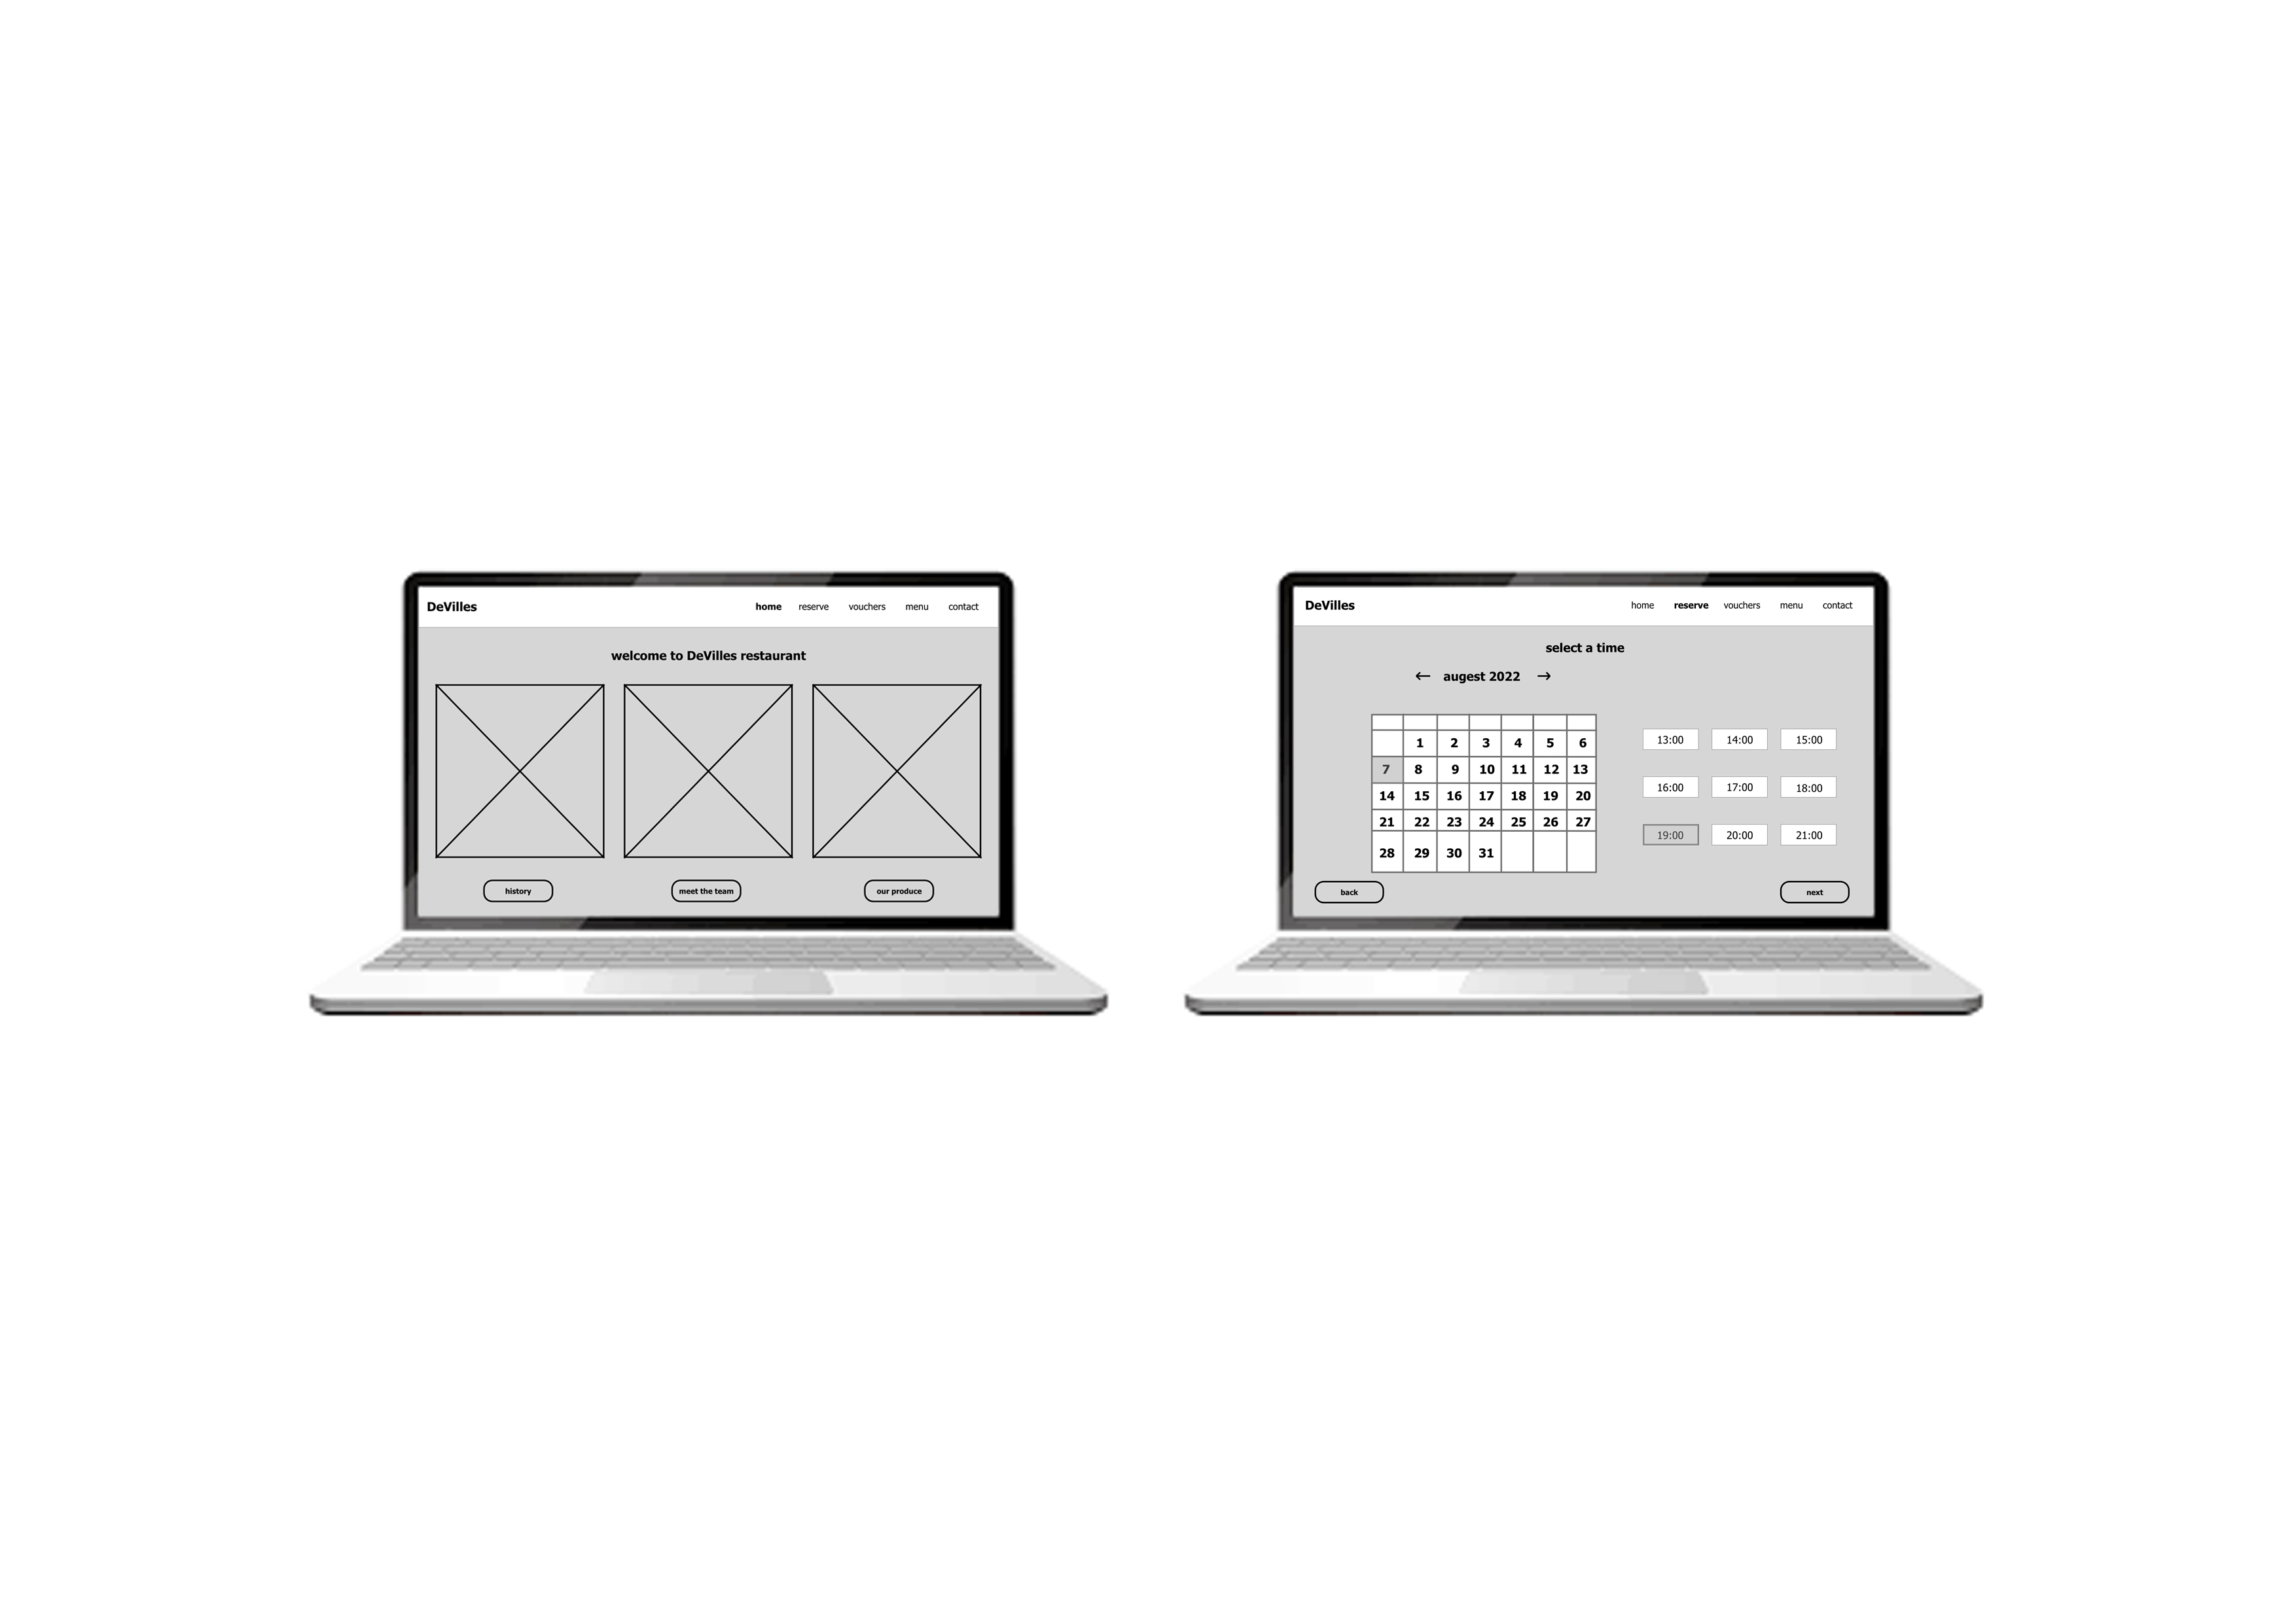 DeVilles home reserve vouchers menu contact
welcome to DeVilles restaurant
history meet the team our produce
DeVilles home reserve vouchers menu contact
select a time
← augest 2022 →
1 2 3 4 5 6
7 8 9 10 11 12 13
14 15 16 17 18 19 20
21 22 23 24 25 26 27
28 29 30 31
13:00 14:00 15:00
16:00 17:00 18:00
19:00 20:00 21:00
back next